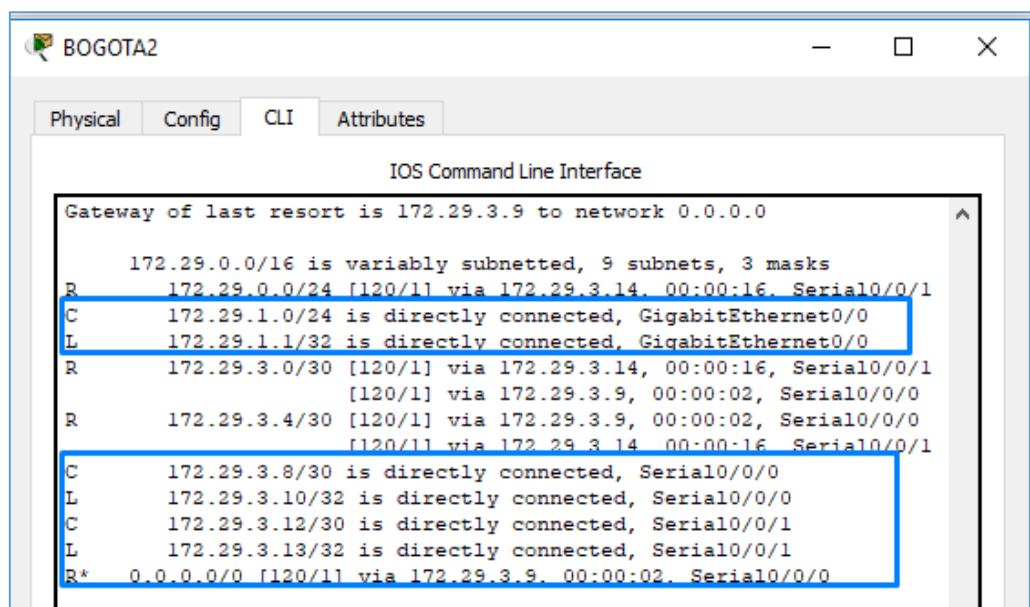 BOGOTA2
Physical Config CLI Attributes
IOS Command Line Interface
Gateway of last resort is 172.29.3.9 to network 0.0.0.0
172.29.0.0/16 is variably subnetted, 9 subnets, 3 masks
R 172.29.0.0/24 [120/1] via 172.29.3.14, 00:00:16, Serial0/0/1
C 172.29.1.0/24 is directly connected, GigabitEthernet0/0
L 172.29.1.1/32 is directly connected, GigabitEthernet0/0
R 172.29.3.0/30 [120/1] via 172.29.3.14, 00:00:16, Serial0/0/1
[120/1] via 172.29.3.9, 00:00:02, Serial0/0/0
R 172.29.3.4/30 [120/1] via 172.29.3.9, 00:00:02, Serial0/0/0
[120/1] via 172.29.3.14, 00:00:16, Serial0/0/1
C 172.29.3.8/30 is directly connected, Serial0/0/0
L 172.29.3.10/32 is directly connected, Serial0/0/0
C 172.29.3.12/30 is directly connected, Serial0/0/1
L 172.29.3.13/32 is directly connected, Serial0/0/1
R* 0.0.0.0/0 [120/1] via 172.29.3.9, 00:00:02, Serial0/0/0